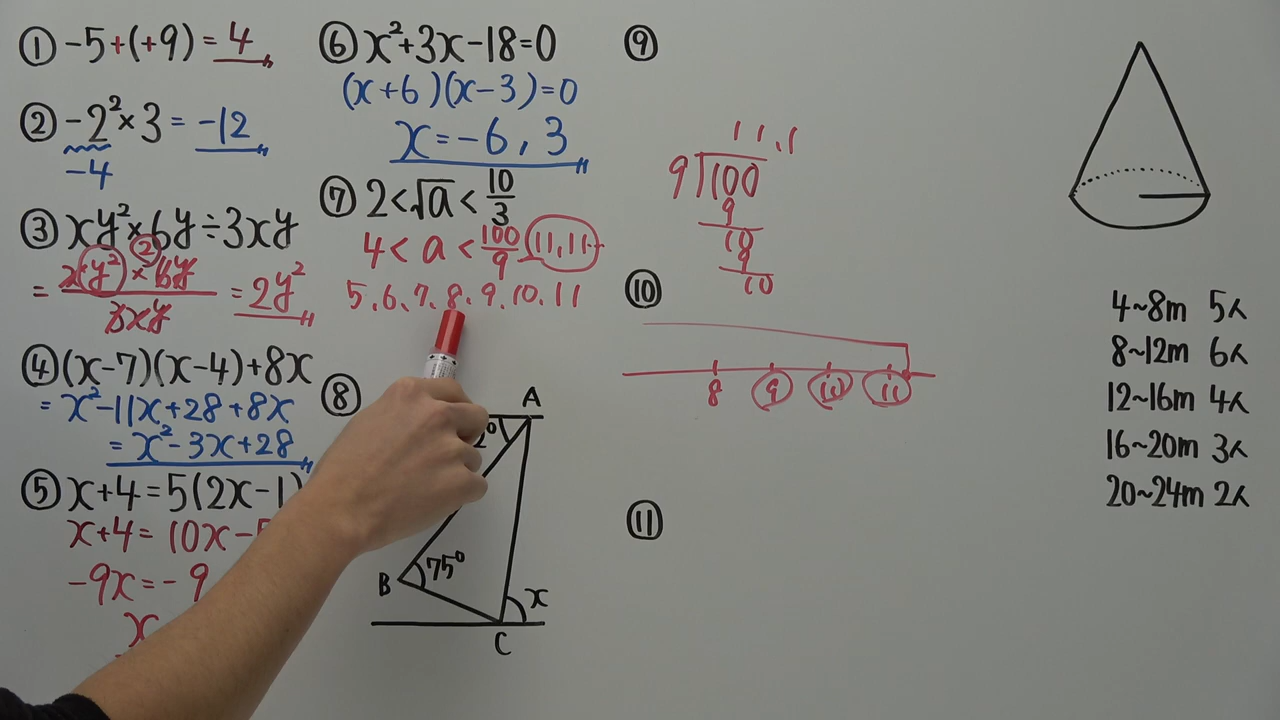 ① -5+(+9) = 4
② -2² × 3 = -12
-4
③ xy² × 6y ÷ 3xy
= xy² × 6y / 3xy = 2y²
2
④ (x-7)(x-4)+8x
= x²-11x+28+8x
= x²-3x+28
⑤ x+4=5(2x-1)
x+4= 10x-5
-9x=-9
x
⑥ x²+3x-18=0
(x+6)(x-3)=0
x=-6, 3
⑦ 2<√a<10/3
4< a <100/9 11,11
5.6.7.8.9.10.11
⑧
A
2°
B 75°
x
C
⑨
11.1
9)100
9
10
9
10
⑩
8 9 10 11
⑪
4~8m 5人
8~12m 6人
12~16m 4人
16~20m 3人
20~24m 2人